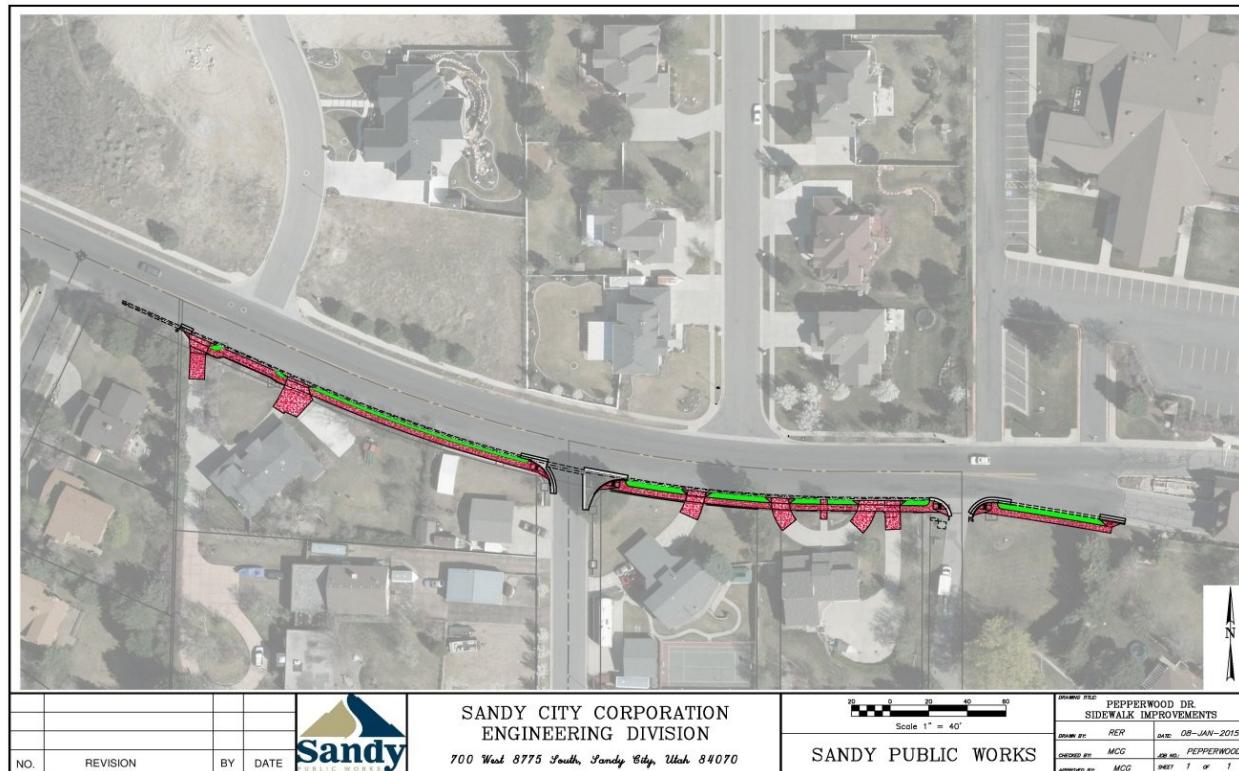 N
NO.
REVISION
BY
DATE
Sandy
PUBLIC WORKS
SANDY CITY CORPORATION
ENGINEERING DIVISION
700 West 8775 South, Sandy City, Utah 84070
20 0 20 40 60
Scale 1" = 40'
SANDY PUBLIC WORKS
DRAWING TITLE:
PEPPERWOOD DR.
SIDEWALK IMPROVEMENTS
DRAWN BY: RER DATE: 08-JAN-2015
CHECKED BY: MCG JOB NO.: PEPPERWOOD
APPROVED BY: MCG SHEET 1 OF 1